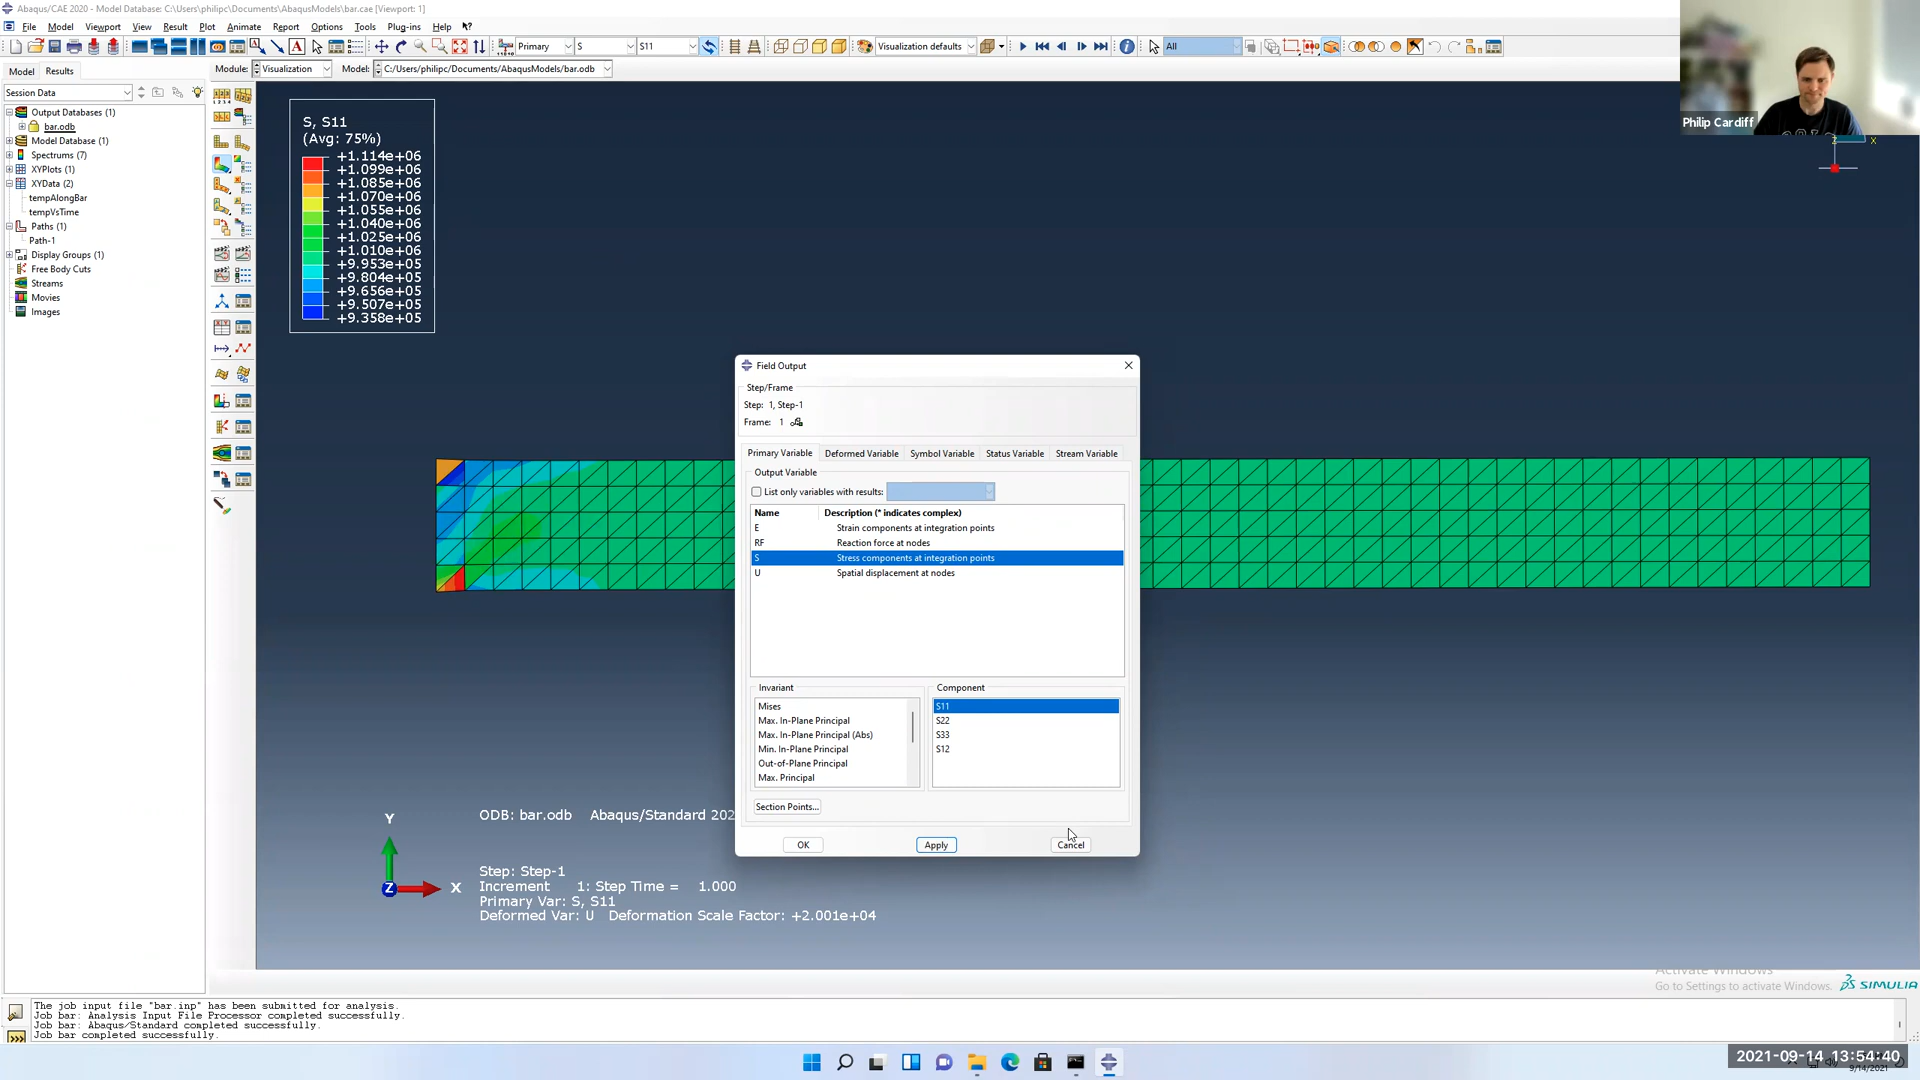 Abaqus/CAE 2020 - Model Database: C:\Users\philipc\Documents\AbaqusModels\bar.cae [Viewport: 1]
File Model Viewport View Result Plot Animate Report Options Tools Plug-ins Help
Primary S S11 Visualization defaults All
Model Results Module: Visualization Model: C:/Users/philipc/Documents/AbaqusModels/bar.odb
Session Data
Output Databases (1)
bar.odb
Model Database (1)
Spectrums (7)
XYPlots (1)
XYData (2)
tempAlongBar
tempVsTime
Paths (1)
Path-1
Display Groups (1)
Free Body Cuts
Streams
Movies
Images
S, S11
(Avg: 75%)
+1.114e+06
+1.099e+06
+1.085e+06
+1.070e+06
+1.055e+06
+1.040e+06
+1.025e+06
+1.010e+06
+9.953e+05
+9.804e+05
+9.656e+05
+9.507e+05
+9.358e+05
Philip Cardiff
Z X
Field Output
Step/Frame
Step: 1, Step-1
Frame: 1
Primary Variable Deformed Variable Symbol Variable Status Variable Stream Variable
Output Variable
List only variables with results:
Name Description (* indicates complex)
E Strain components at integration points
RF Reaction force at nodes
S Stress components at integration points
U Spatial displacement at nodes
Invariant Component
Mises
Max. In-Plane Principal
Max. In-Plane Principal (Abs)
Min. In-Plane Principal
Out-of-Plane Principal
Max. Principal
S11
S22
S33
S12
Section Points...
OK Apply Cancel
Y
Z X
ODB: bar.odb Abaqus/Standard 202
Step: Step-1
Increment 1: Step Time = 1.000
Primary Var: S, S11
Deformed Var: U Deformation Scale Factor: +2.001e+04
Activate Windows
Go to Settings to activate Windows.
SIMULIA
The job input file "bar.inp" has been submitted for analysis.
Job bar: Analysis Input File Processor completed successfully.
Job bar: Abaqus/Standard completed successfully.
Job bar completed successfully.
2021-09-14 13:54:40
9/14/2021